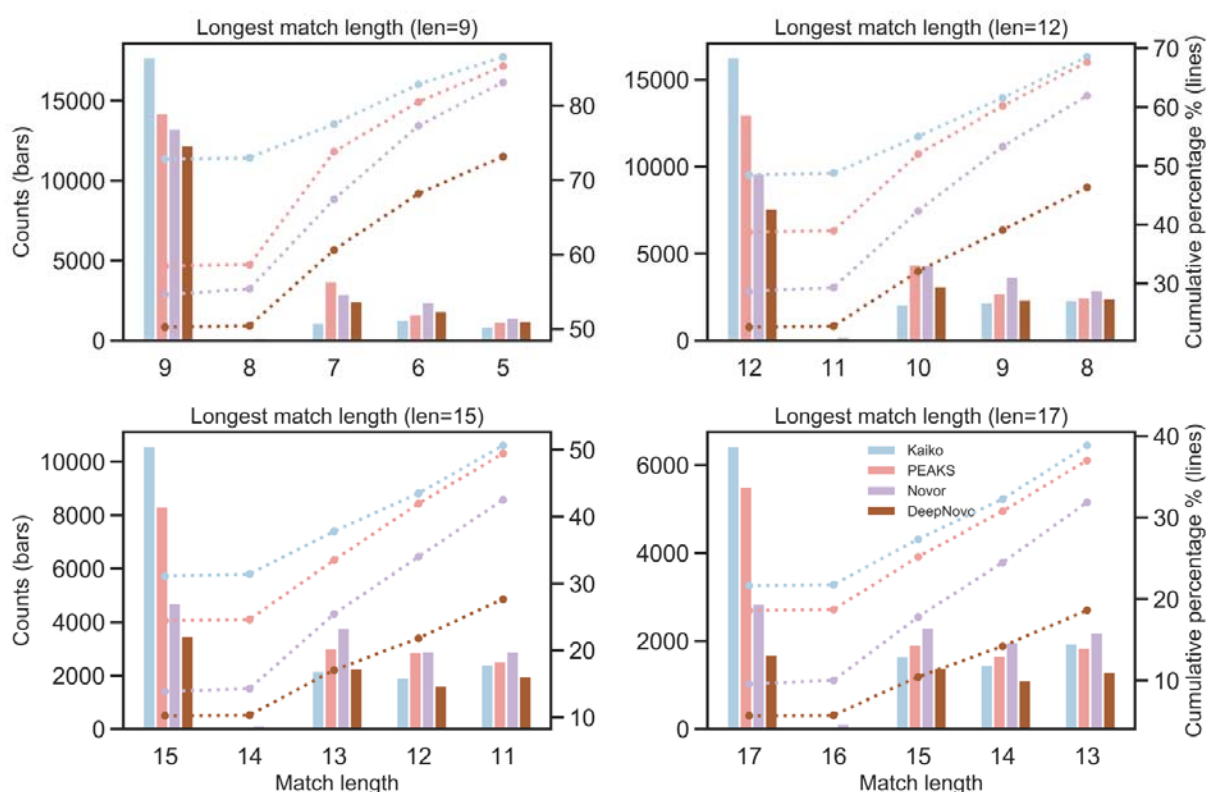 Longest match length (len=9)
Counts (bars)
15000
10000
5000
0
80
70
60
50
9 8 7 6 5
Longest match length (len=12)
15000
10000
5000
0
70
60
50
40
30
Cumulative percentage % (lines)
12 11 10 9 8
Longest match length (len=15)
Counts (bars)
10000
8000
6000
4000
2000
0
50
40
30
20
10
15 14 13 12 11
Match length
Longest match length (len=17)
6000
4000
2000
0
Kaiko
PEAKS
Novor
DeepNovo
40
30
20
10
Cumulative percentage % (lines)
17 16 15 14 13
Match length